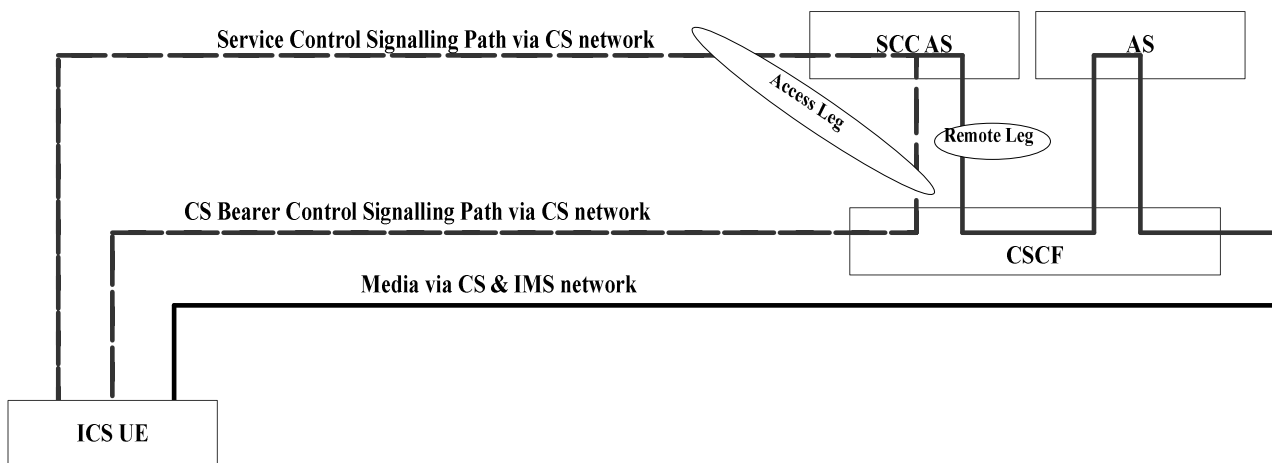 Service Control Signalling Path via CS network
SCC AS
AS
Access Leg
Remote Leg
CS Bearer Control Signalling Path via CS network
CSCF
Media via CS & IMS network
ICS UE